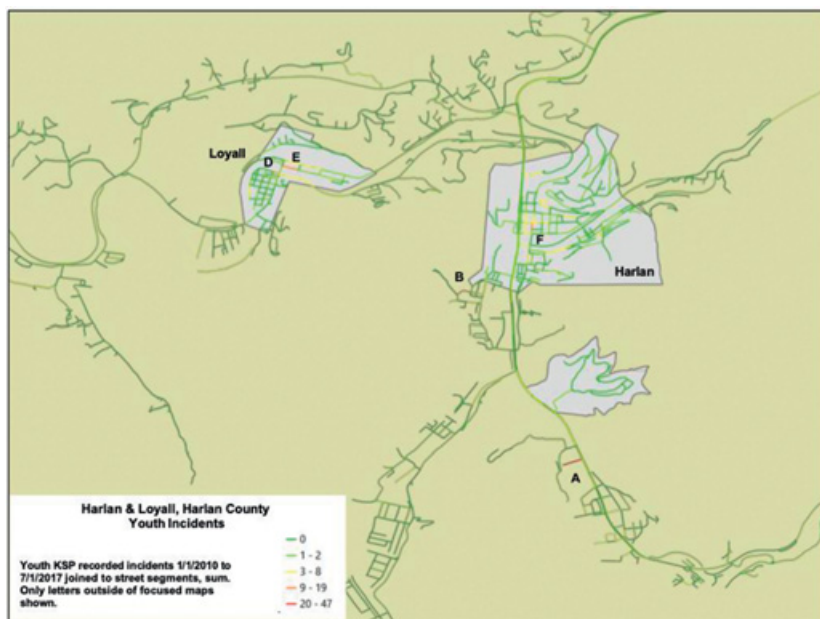 Loyall
D
E
F
B
Harlan
A
Harlan & Loyall, Harlan County
Youth Incidents
Youth KSP recorded incidents 1/1/2010 to
7/1/2017 joined to street segments, sum.
Only letters outside of focused maps
shown.
0
1 - 2
3 - 8
9 - 19
20 - 47